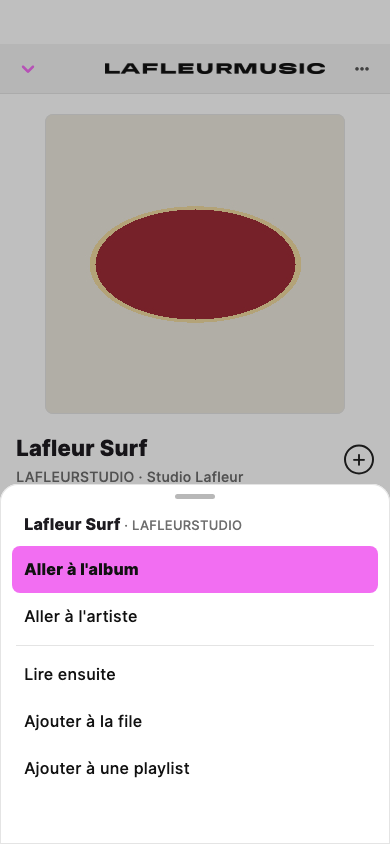 LAFLEURMUSIC
Lafleur Surf
LAFLEURSTUDIO · Studio Lafleur
Lafleur Surf · LAFLEURSTUDIO
Aller à l'album
Aller à l'artiste
Lire ensuite
Ajouter à la file
Ajouter à une playlist